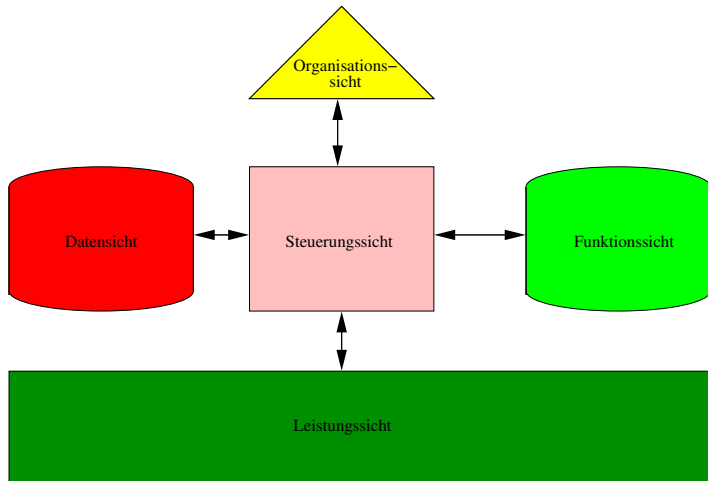 Organisations−
sicht
Datensicht
Steuerungssicht
Funktionssicht
Leistungssicht